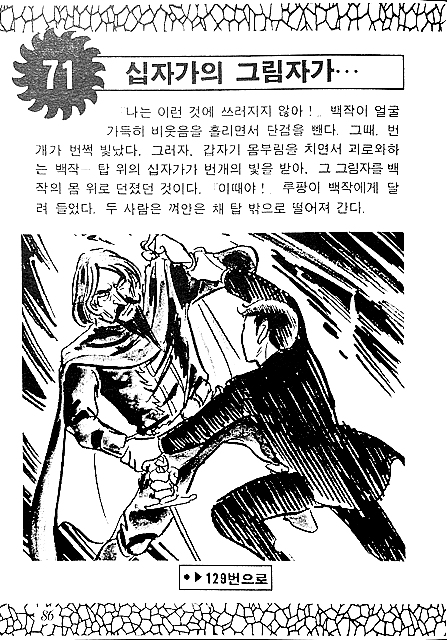 71
십자가의 그림자가…
『나는 이런 것에 쓰러지지 않아!』 백작이 얼굴
가득히 비웃음을 흘리면서 단검을 뺀다. 그때, 번
개가 번쩍 빛났다. 그러자, 갑자기 몸부림을 치면서 괴로와하
는 백작― 탑 위의 십자가가 번개의 빛을 받아, 그 그림자를 백
작의 몸 위로 던졌던 것이다. 『이때야!』 루팡이 백작에게 달
려 들었다. 두 사람은 껴안은 채 탑 밖으로 떨어져 간다.
●▶129번으로
86